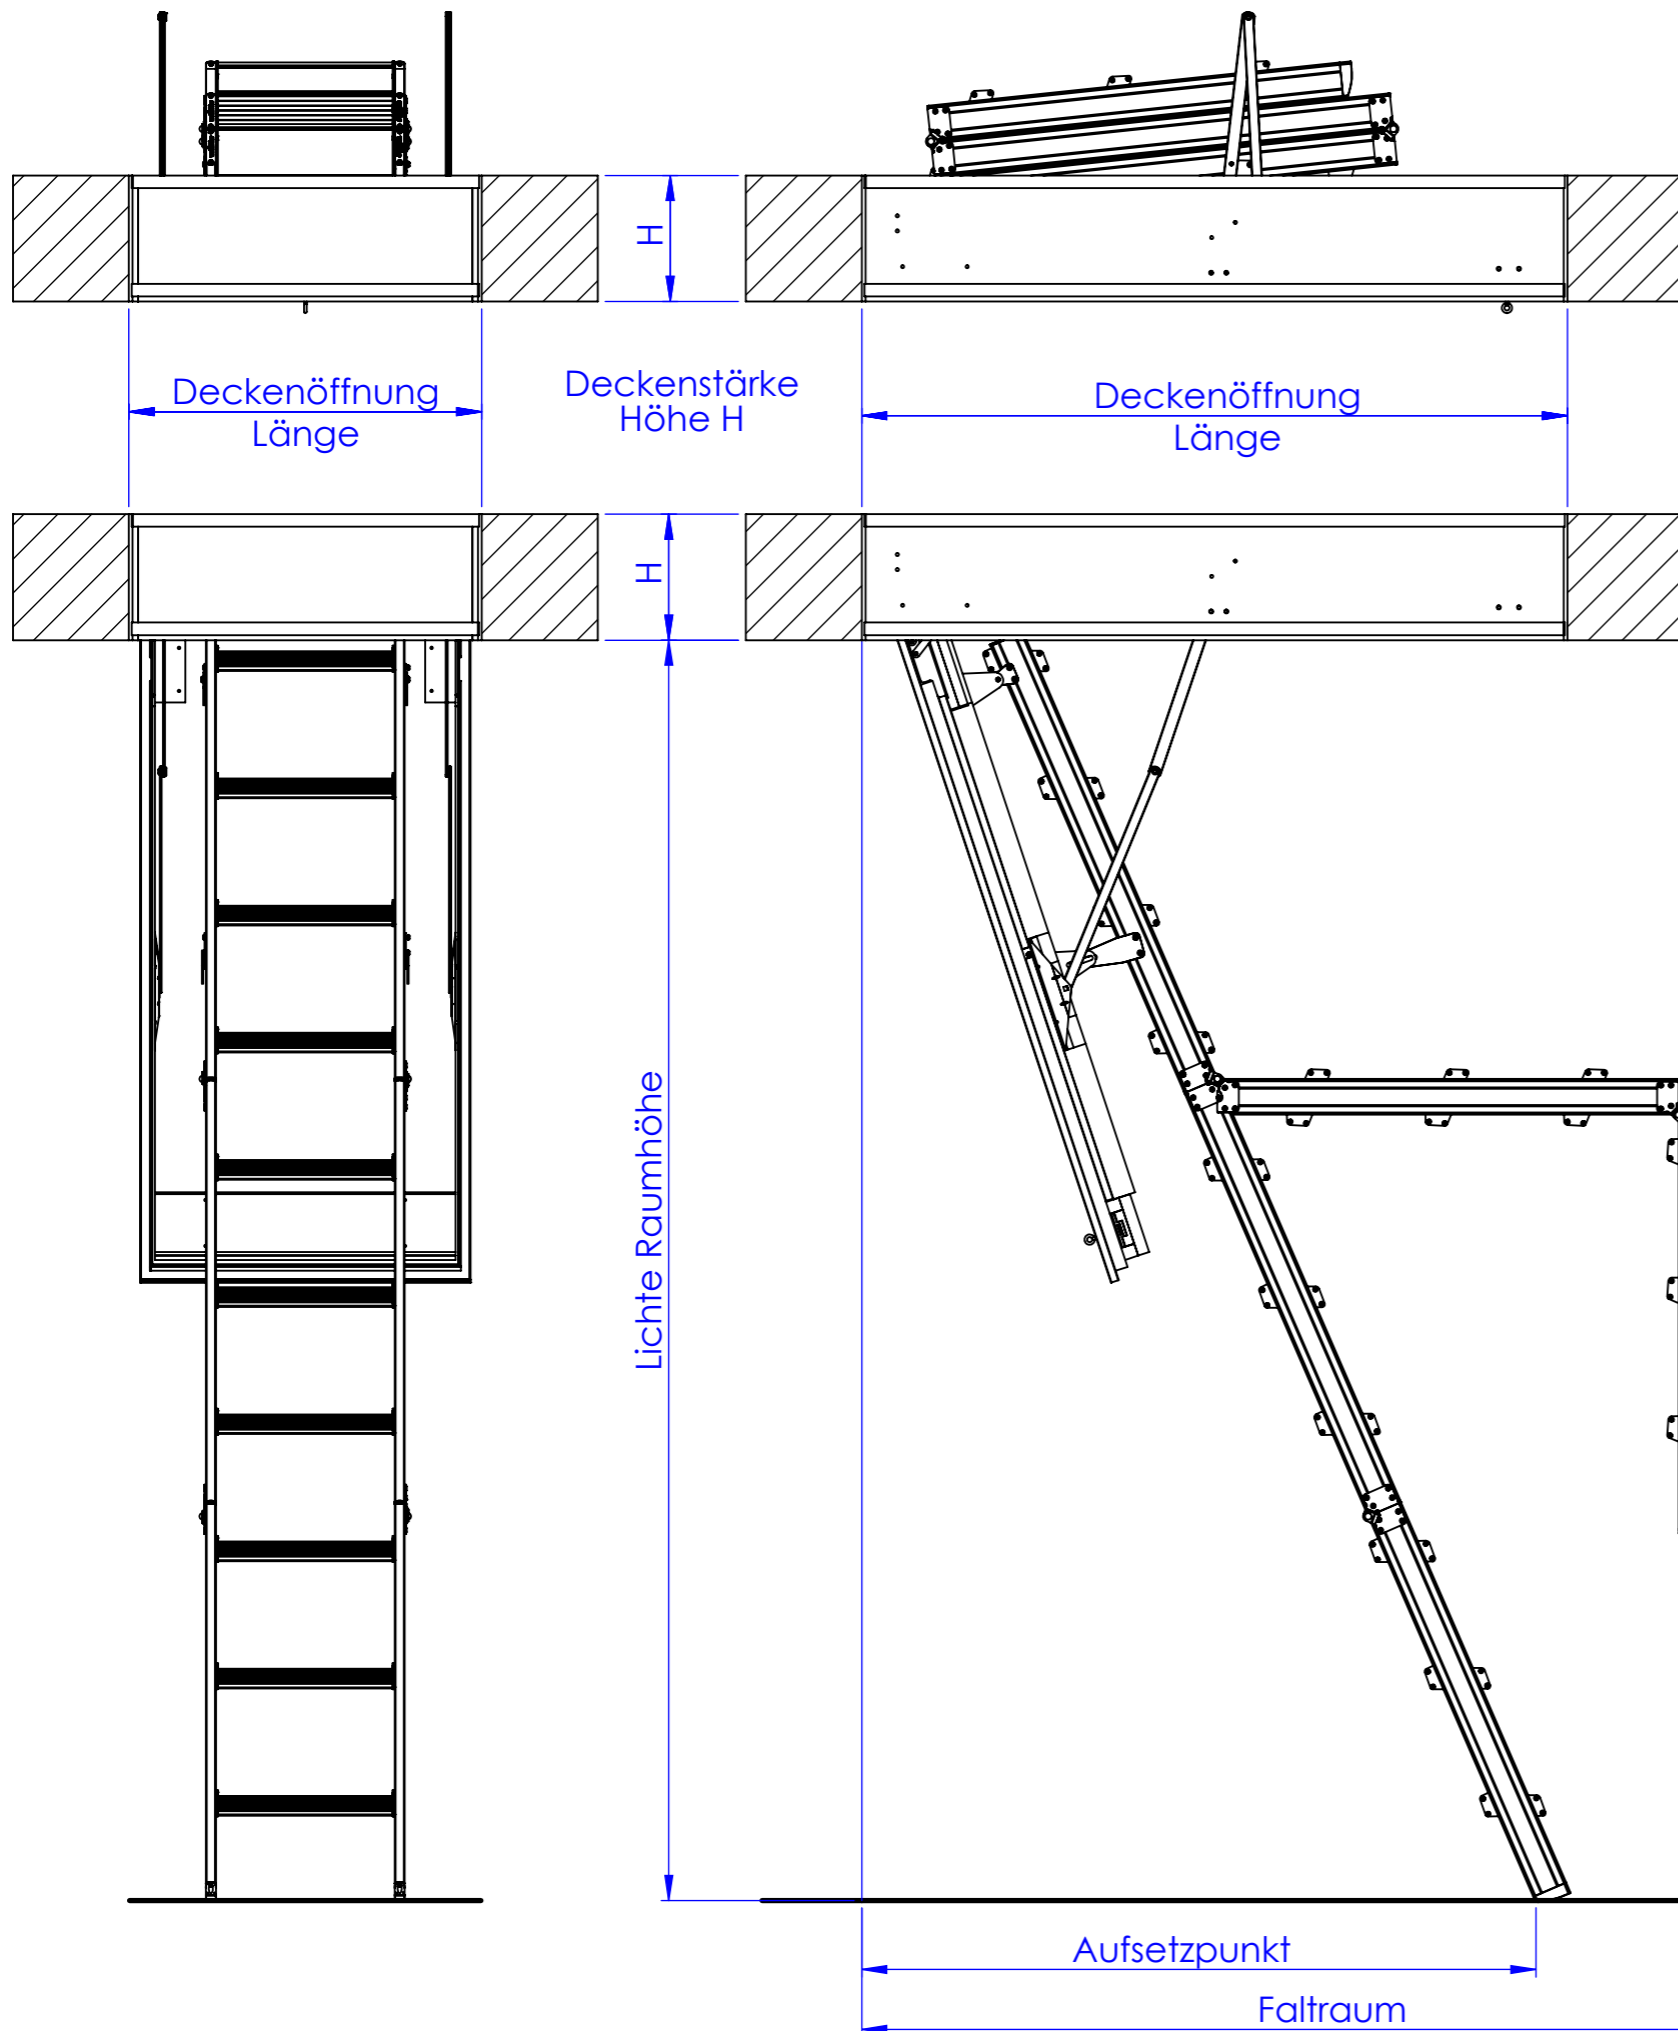 H
Deckenöffnung
Länge
Deckenstärke
Höhe H
Deckenöffnung
Länge
H
Lichte Raumhöhe
Aufsetzpunkt
Faltraum